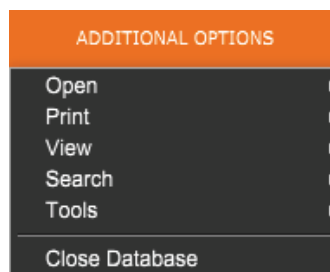 ADDITIONAL OPTIONS
Open
Print
View
Search
Tools
Close Database